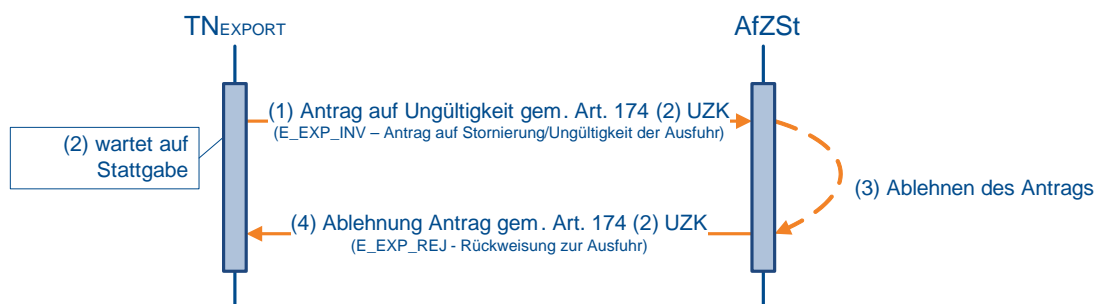 TNEXPORT
AfZSt
(1) Antrag auf Ungültigkeit gem. Art. 174 (2) UZK
(E_EXP_INV – Antrag auf Stornierung/Ungültigkeit der Ausfuhr)
(2) wartet auf
Stattgabe
(3) Ablehnen des Antrags
(4) Ablehnung Antrag gem. Art. 174 (2) UZK
(E_EXP_REJ - Rückweisung zur Ausfuhr)